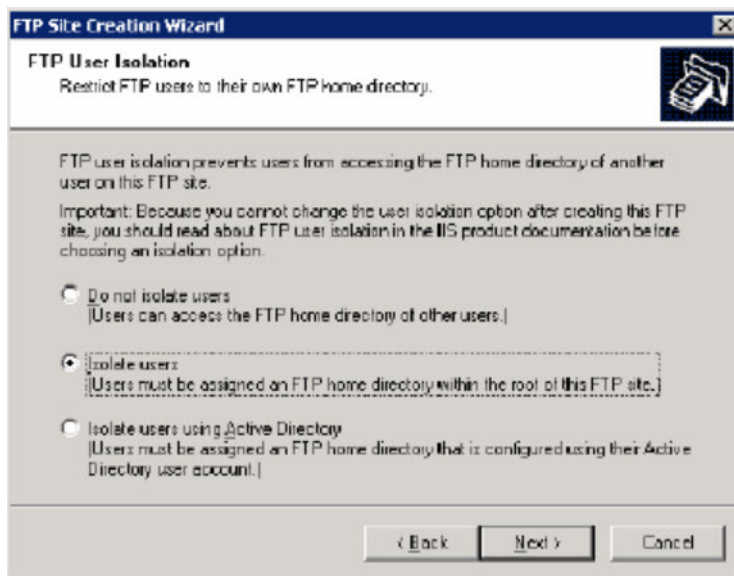 FTP Site Creation Wizard
FTP User Isolation
Restrict FTP users to their own FTP home directory.
FTP user isolation prevents users from accessing the FTP home directory of another
user on this FTP site.
Important: Because you cannot change the user isolation option after creating this FTP
site, you should read about FTP user isolation in the IIS product documentation before
choosing an isolation option.
Do not isolate users
(Users can access the FTP home directory of other users.)
Isolate users
(Users must be assigned an FTP home directory within the root of this FTP site.)
Isolate users using Active Directory
(Users must be assigned an FTP home directory that is configured using their Active
Directory user account.)
< Back
Next >
Cancel